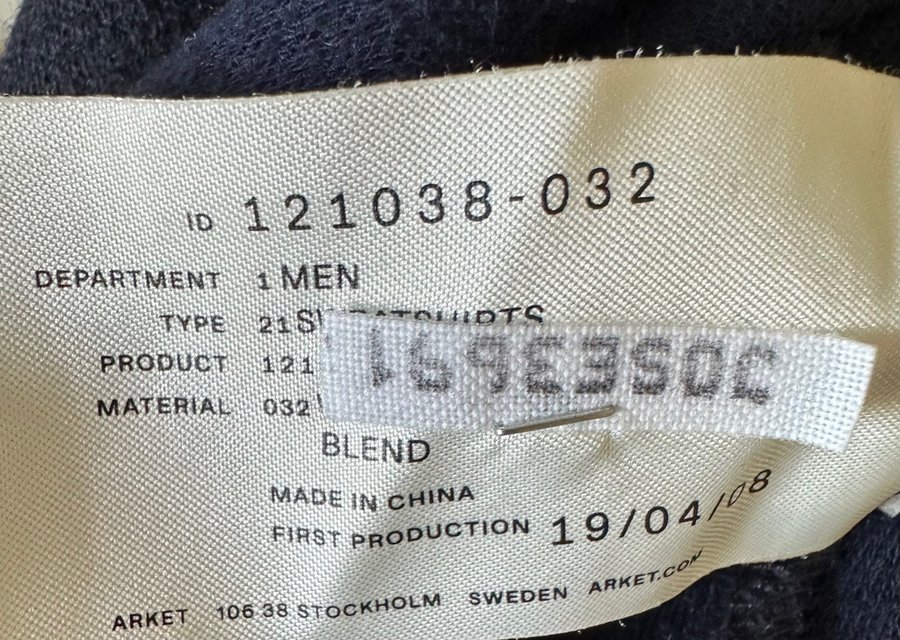 ID 121038-032
DEPARTMENT 1 MEN
TYPE 21 SWEATSHIRTS
PRODUCT 121
MATERIAL 032
BLEND
MADE IN CHINA
FIRST PRODUCTION 19/04/08
ARKET 106 38 STOCKHOLM SWEDEN ARKET.COM